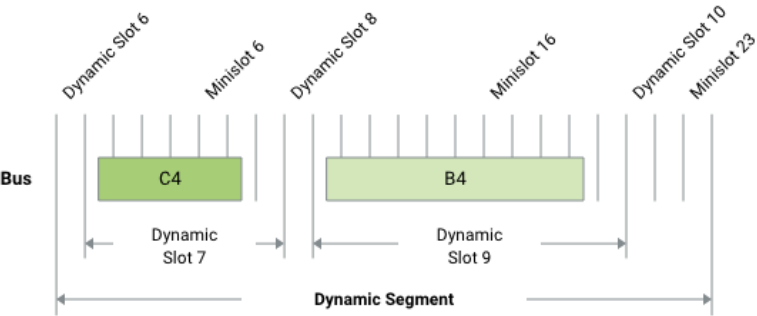 Dynamic Slot 6
Minislot 6
Dynamic Slot 8
Minislot 16
Dynamic Slot 10
Minislot 23
Bus
C4
B4
Dynamic
Slot 7
Dynamic
Slot 9
Dynamic Segment